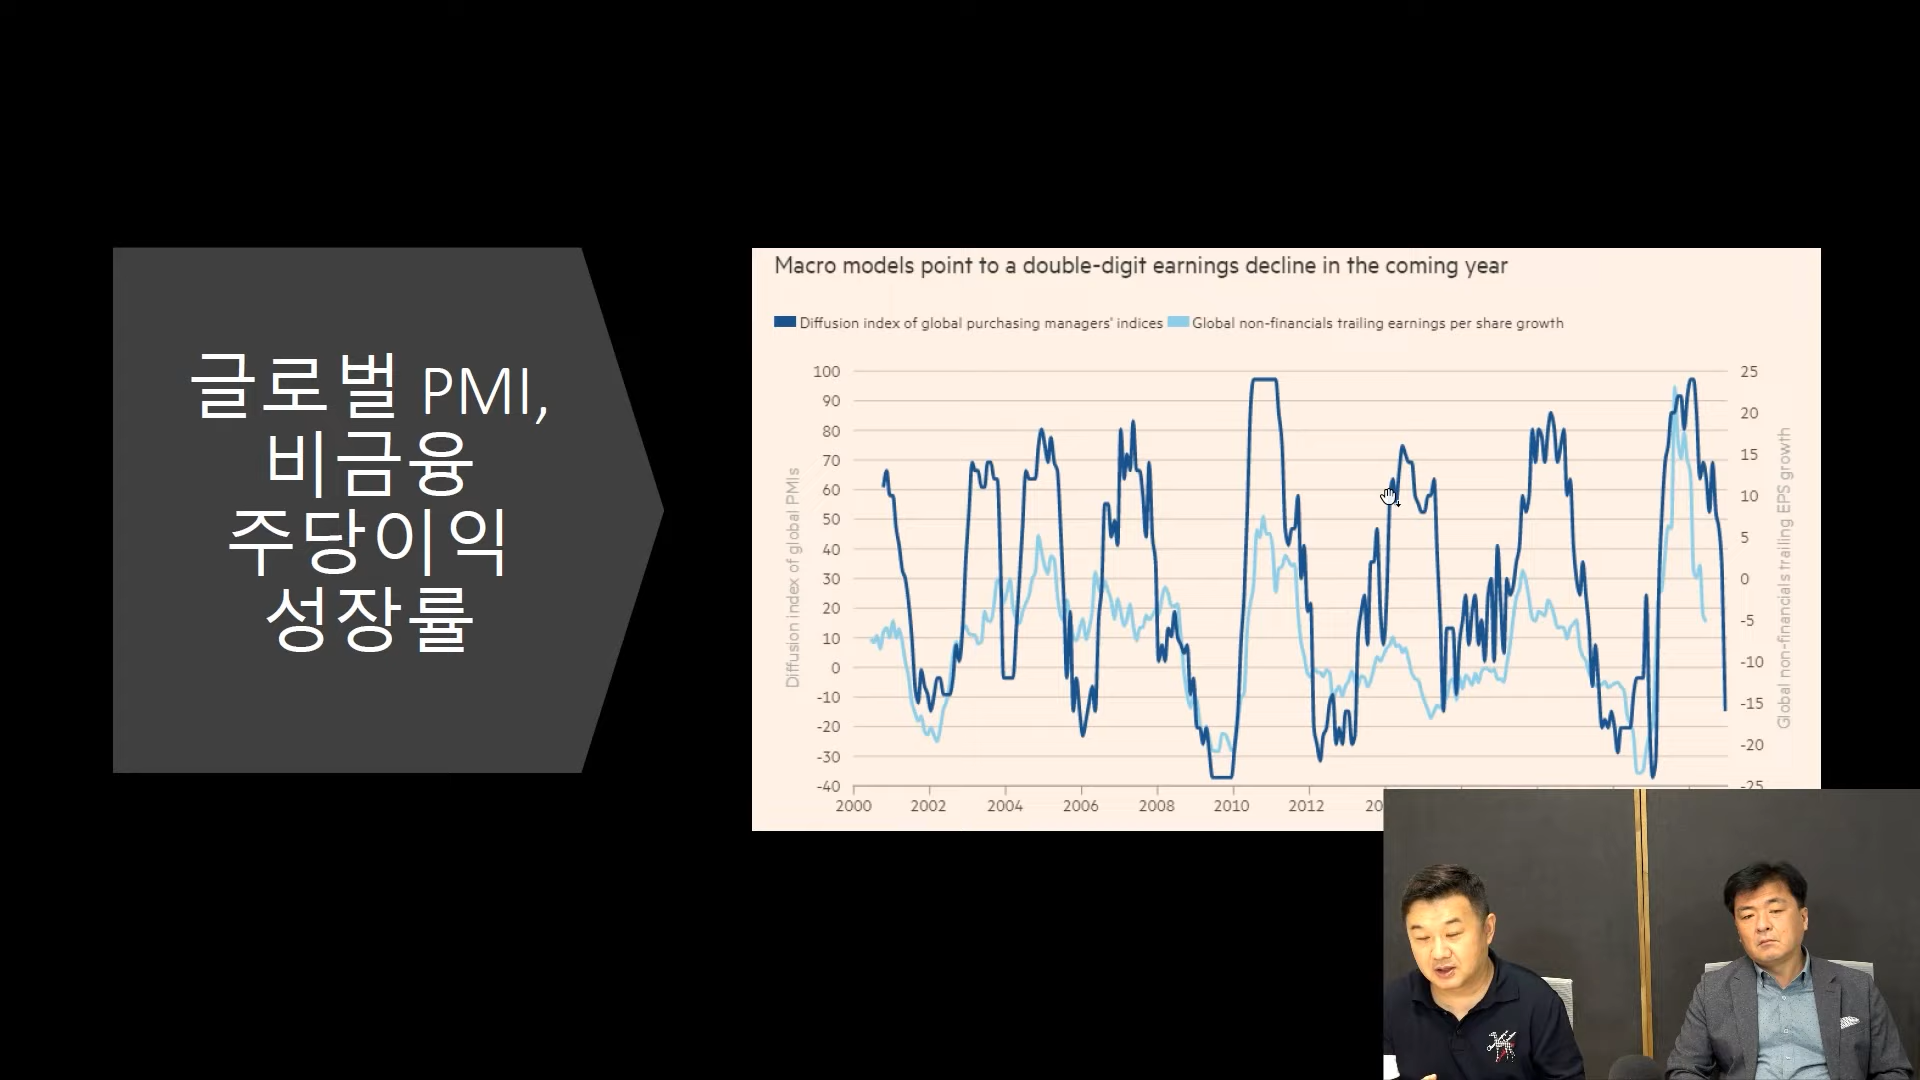 글로벌 PMI,
비금융
주당이익
성장률
Macro models point to a double-digit earnings decline in the coming year
Diffusion index of global purchasing managers' indices
Global non-financials trailing earnings per share growth
Diffusion index of global PMIs
100
90
80
70
60
50
40
30
20
10
0
-10
-20
-30
-40
25
20
15
10
5
0
-5
-10
-15
-20
-25
Global non-financials trailing EPS growth
2000 2002 2004 2006 2008 2010 2012